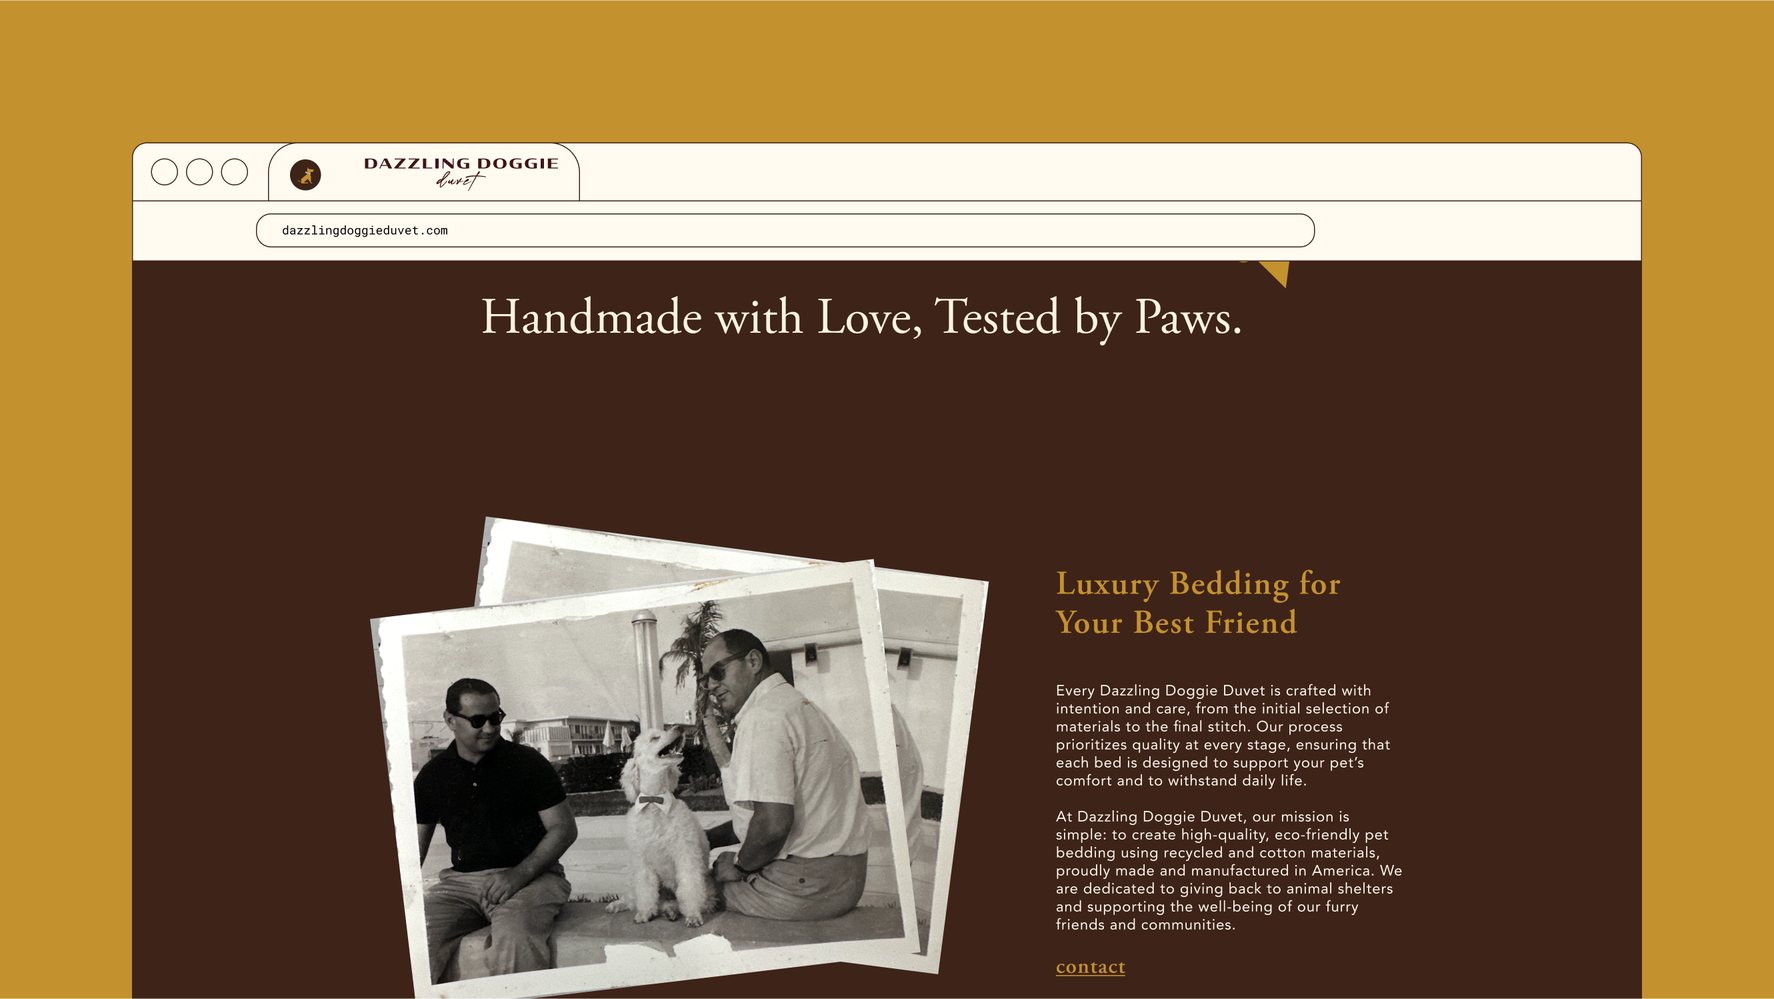 DAZZLING DOGGIE
duvet
dazzlingdoggieduvet.com
Handmade with Love, Tested by Paws.
Luxury Bedding for
Your Best Friend
Every Dazzling Doggie Duvet is crafted with
intention and care, from the initial selection of
materials to the final stitch. Our process
prioritizes quality at every stage, ensuring that
each bed is designed to support your pet’s
comfort and to withstand daily life.
At Dazzling Doggie Duvet, our mission is
simple: to create high-quality, eco-friendly pet
bedding using recycled and cotton materials,
proudly made and manufactured in America. We
are dedicated to giving back to animal shelters
and supporting the well-being of our furry
friends and communities.
contact